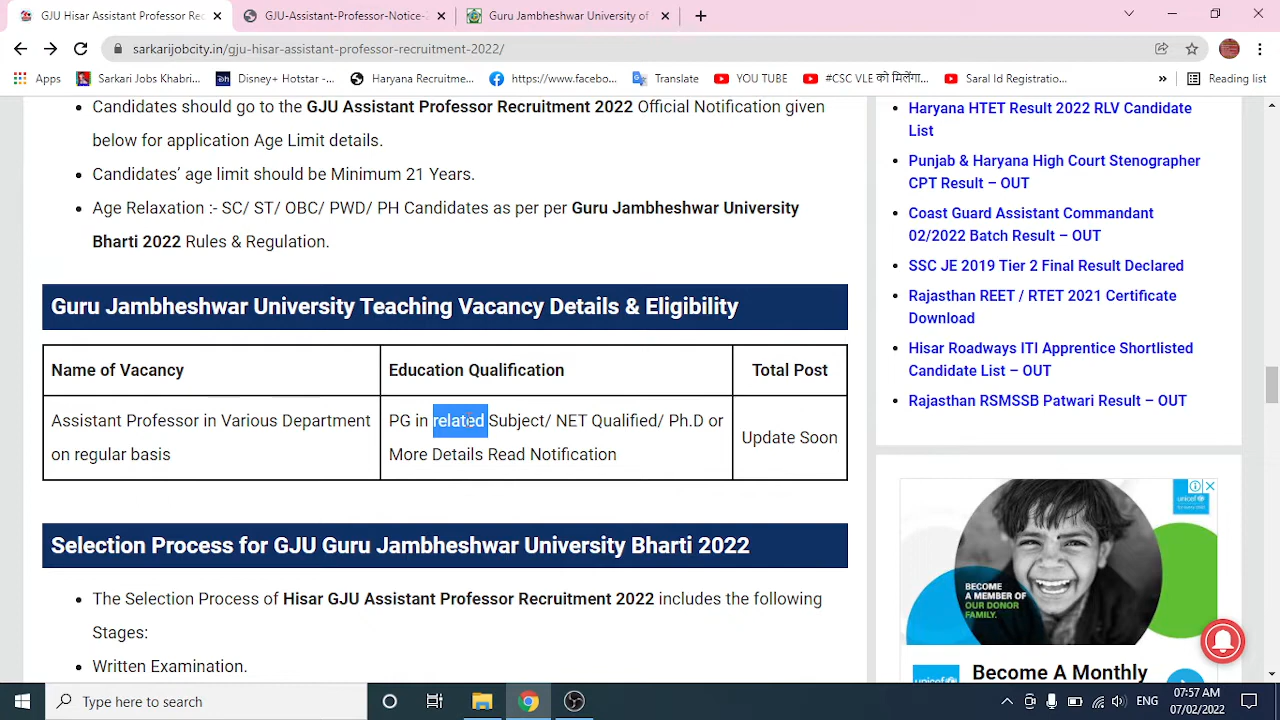 GJU Hisar Assistant Professor Rec
GJU-Assistant-Professor-Notice-2
Guru Jambheshwar University of
sarkarijobcity.in/gju-hisar-assistant-professor-recruitment-2022/
Apps
Sarkari Jobs Khabri...
Disney+ Hotstar -...
Haryana Recruitme...
https://www.facebo...
Translate
YOU TUBE
#CSC VLE को मिलेंगा...
Saral Id Registratio...
»
Reading list
• Candidates should go to the GJU Assistant Professor Recruitment 2022 Official Notification given
below for application Age Limit details.
• Candidates’ age limit should be Minimum 21 Years.
• Age Relaxation :- SC/ ST/ OBC/ PWD/ PH Candidates as per per Guru Jambheshwar University
Bharti 2022 Rules & Regulation.
Guru Jambheshwar University Teaching Vacancy Details & Eligibility
Name of Vacancy
Education Qualification
Total Post
Assistant Professor in Various Department
on regular basis
PG in related Subject/ NET Qualified/ Ph.D or
More Details Read Notification
Update Soon
Selection Process for GJU Guru Jambheshwar University Bharti 2022
• The Selection Process of Hisar GJU Assistant Professor Recruitment 2022 includes the following
Stages:
• Written Examination.
• Haryana HTET Result 2022 RLV Candidate
List
• Punjab & Haryana High Court Stenographer
CPT Result – OUT
• Coast Guard Assistant Commandant
02/2022 Batch Result – OUT
• SSC JE 2019 Tier 2 Final Result Declared
• Rajasthan REET / RTET 2021 Certificate
Download
• Hisar Roadways ITI Apprentice Shortlisted
Candidate List – OUT
• Rajasthan RSMSSB Patwari Result – OUT
unicef
BECOME
A MEMBER OF
OUR DONOR
FAMILY.
unicef
Become A Monthly
Type here to search
ENG
07:57 AM
07/02/2022